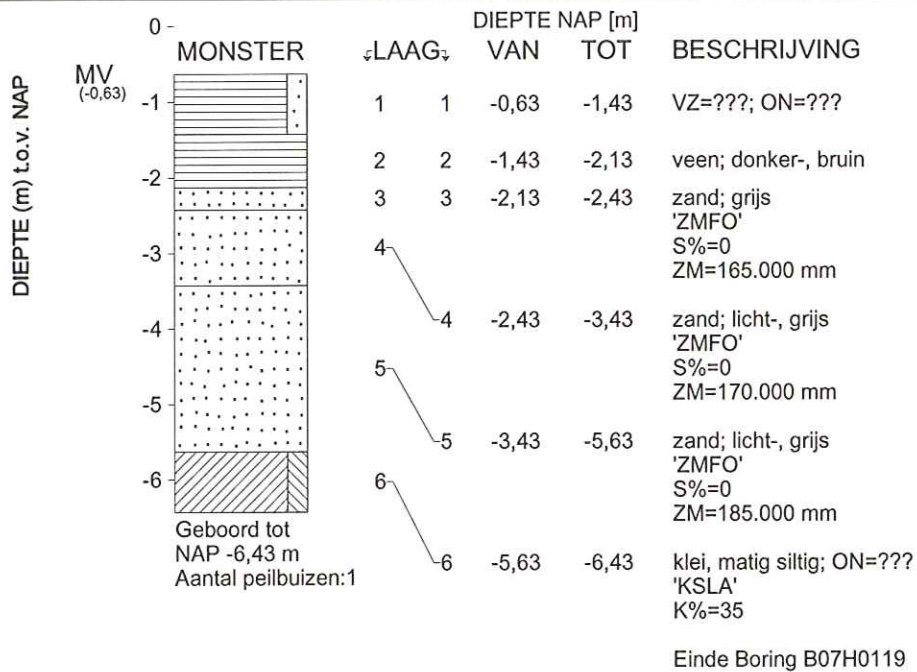 DIEPTE NAP [m]
MONSTER LAAG VAN TOT BESCHRIJVING
DIEPTE (m) t.o.v. NAP
0
MV
(-0,63)
-1
-2
-3
-4
-5
-6
1 1 -0,63 -1,43 VZ=???; ON=???
2 2 -1,43 -2,13 veen; donker-, bruin
3 3 -2,13 -2,43 zand; grijs
'ZMFO'
S%=0
ZM=165.000 mm
4
4 -2,43 -3,43 zand; licht-, grijs
'ZMFO'
S%=0
ZM=170.000 mm
5
5 -3,43 -5,63 zand; licht-, grijs
'ZMFO'
S%=0
ZM=185.000 mm
6
6 -5,63 -6,43 klei, matig siltig; ON=???
'KSLA'
K%=35
Geboord tot
NAP -6,43 m
Aantal peilbuizen:1
Einde Boring B07H0119